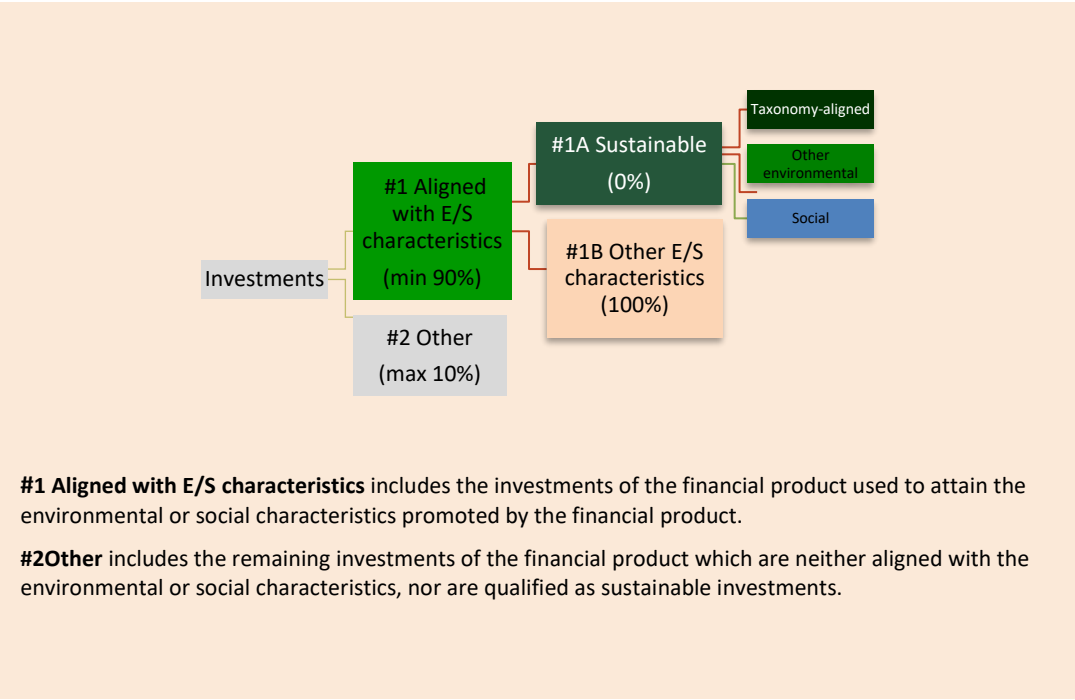 Taxonomy-aligned
#1A Sustainable
(0%)
Other
environmental
#1 Aligned
with E/S
characteristics
(min 90%)
Social
#1B Other E/S
characteristics
(100%)
Investments
#2 Other
(max 10%)
#1 Aligned with E/S characteristics includes the investments of the financial product used to attain the
environmental or social characteristics promoted by the financial product.
#2Other includes the remaining investments of the financial product which are neither aligned with the
environmental or social characteristics, nor are qualified as sustainable investments.